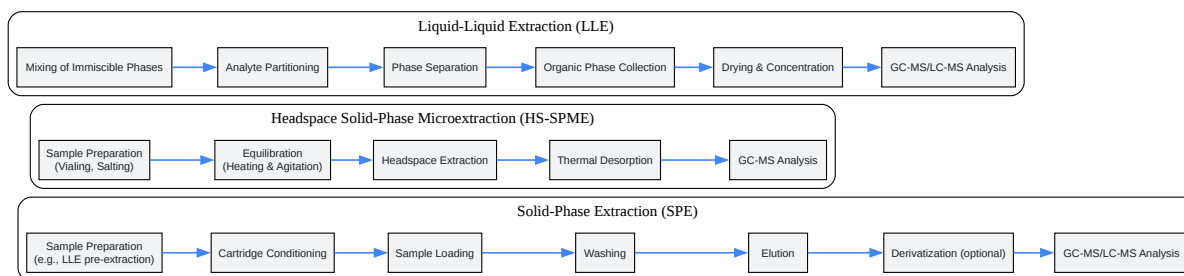 Liquid-Liquid Extraction (LLE)
Mixing of Immiscible Phases
Analyte Partitioning
Phase Separation
Organic Phase Collection
Drying & Concentration
GC-MS/LC-MS Analysis
Headspace Solid-Phase Microextraction (HS-SPME)
Sample Preparation
(Vialing, Salting)
Equilibration
(Heating & Agitation)
Headspace Extraction
Thermal Desorption
GC-MS Analysis
Solid-Phase Extraction (SPE)
Sample Preparation
(e.g., LLE pre-extraction)
Cartridge Conditioning
Sample Loading
Washing
Elution
Derivatization (optional)
GC-MS/LC-MS Analysis